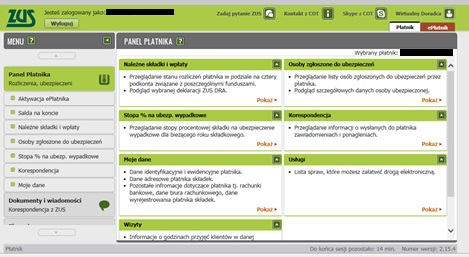 ZUS
Jesteś zalogowany jako:
Wyloguj
Zadaj pytanie ZUS
Kontakt z COT
Skype z COT
Wirtualny Doradca
Płatnik
ePłatnik
MENU
PANEL PŁATNIKA
Wybrany płatnik:
Panel Płatnika
Rozliczenia, ubezpieczeni
Aktywacja ePłatnika
Salda na koncie
Należne składki i wpłaty
Osoby zgłoszone do ubezpieczeń
Stopa % na ubezp. wypadkowe
Korespondencja
Moje dane
Dokumenty i wiadomości
Korespondencja z ZUS
Należne składki i wpłaty
• Przeglądanie stanu rozliczeń płatnika w podziale na cztery
podkonta związane z poszczególnymi funduszami.
• Podgląd wybranej deklaracji ZUS DRA.
Pokaż
Osoby zgłoszone do ubezpieczeń
• Przeglądanie listy osób zgłoszonych do ubezpieczeń przez
płatnika.
• Podgląd szczegółowych danych osoby ubezpieczonej.
Pokaż
Stopa % na ubezp. wypadkowe
• Przeglądanie stopy procentowej składki na ubezpieczenie
wypadkowe dla bieżącego roku składkowego.
Pokaż
Korespondencja
• Przeglądanie informacji o wysłanych do płatnika
zawiadomieniach i ponagleniach.
Pokaż
Moje dane
• Dane identyfikacyjne i ewidencyjne płatnika.
• Dane adresowe płatnika składek.
• Pozostałe informacje dotyczące płatnika tj. rachunki
bankowe, dane biura rachunkowego, dane
wyrejestrowania płatnika składek.
Pokaż
Usługi
• Lista spraw, które możesz załatwić drogą elektroniczną.
Pokaż
Wizyty
• Informacje o godzinach przyjęć klientów w danej
Płatnik
Do końca sesji pozostało: 14 min.
Numer wersji: 2.15.4